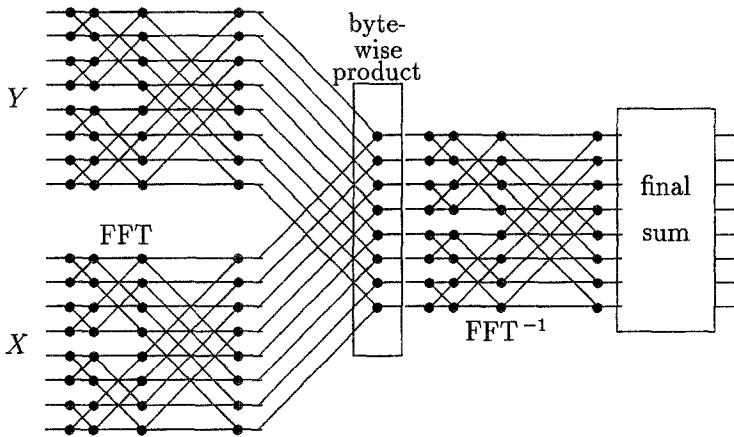 byte-
wise
product
Y
FFT
X
FFT⁻¹
final
sum